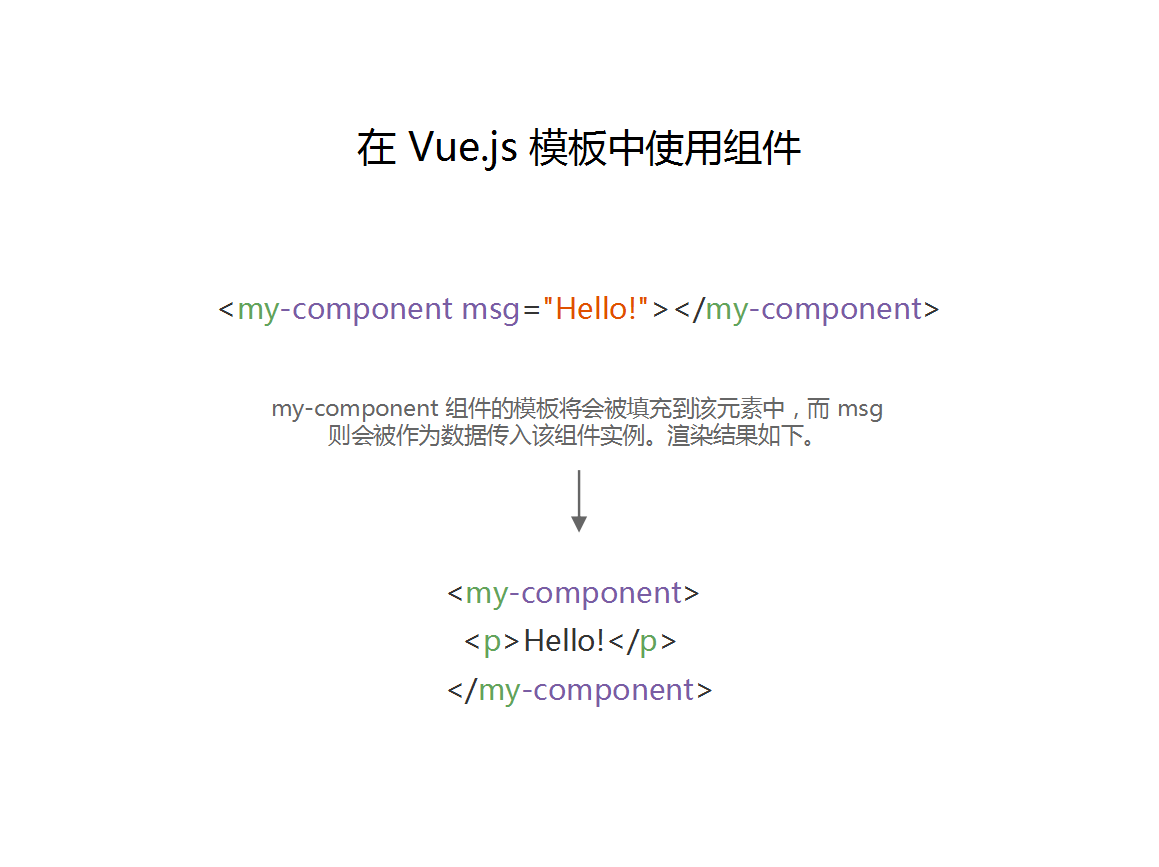 在 Vue.js 模板中使用组件
<my-component msg="Hello!"></my-component>
my-component 组件的模板将会被填充到该元素中，而 msg
则会被作为数据传入该组件实例。渲染结果如下。
<my-component>
<p>Hello!</p>
</my-component>